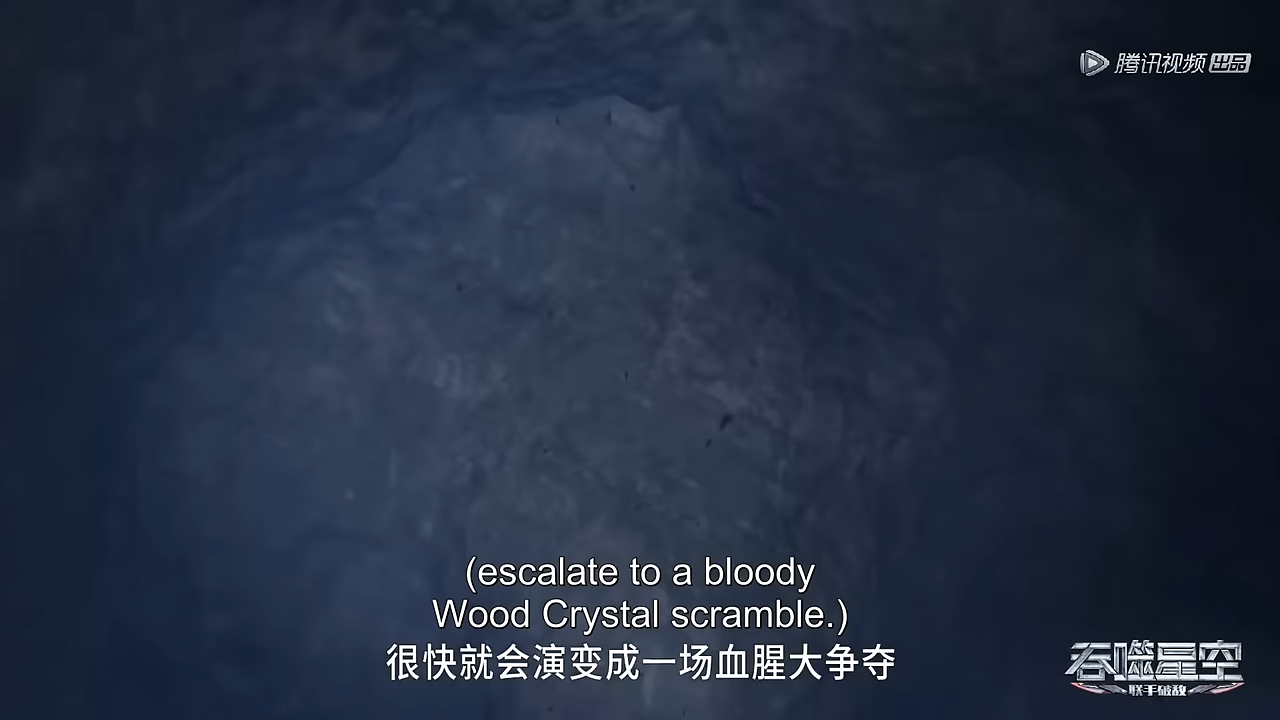 腾讯视频 出品
(escalate to a bloody
Wood Crystal scramble.)
很快就会演变成一场血腥大争夺
吞噬星空
联手破敌